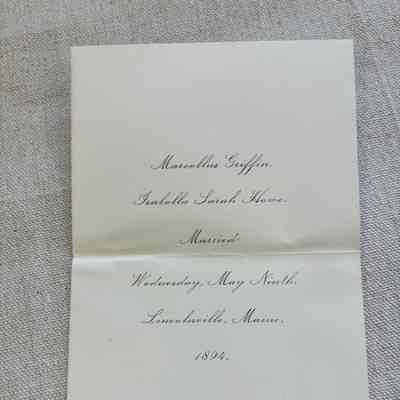 Marcellus Griffin.
Isabella Sarah Howe.
Married
Wednesday, May Ninth.
Lincolnville, Maine.
1894.